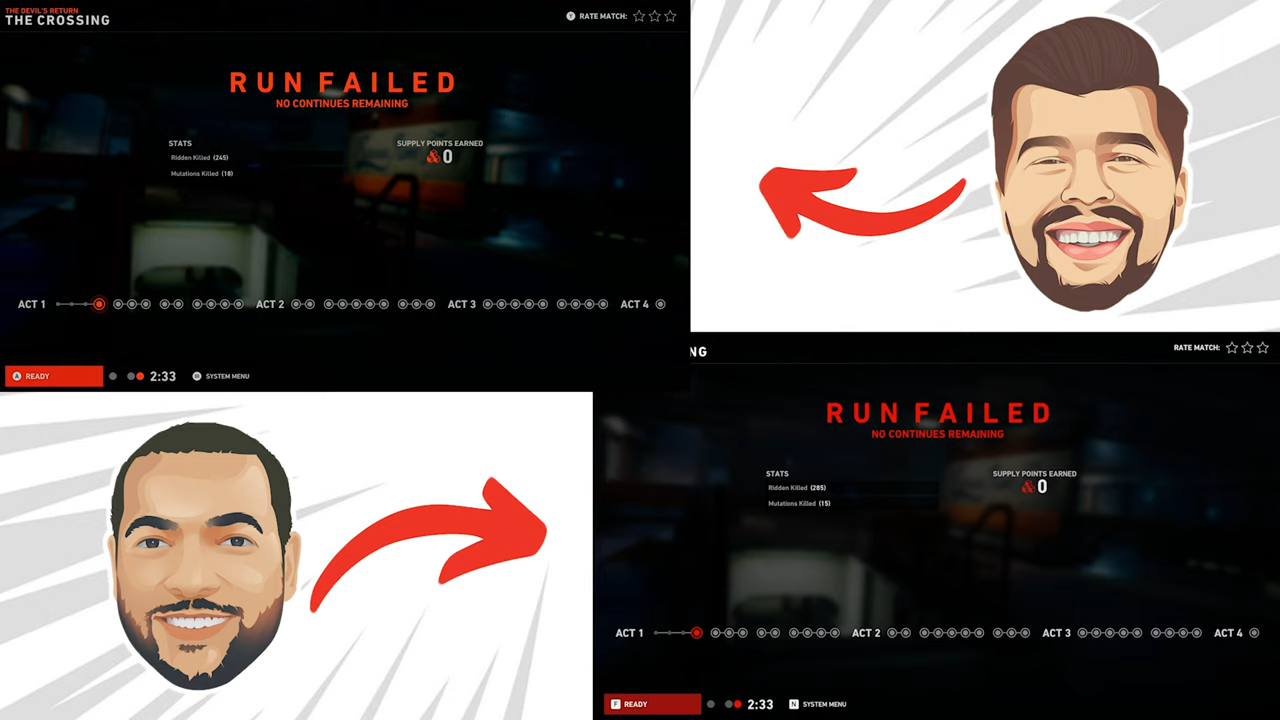 THE DEVIL'S RETURN
THE CROSSING
Y RATE MATCH:
RUN FAILED
NO CONTINUES REMAINING
STATS
Ridden Killed (245)
Mutations Killed (18)
SUPPLY POINTS EARNED
0
ACT 1 ACT 2 ACT 3 ACT 4
A READY 2:33 SYSTEM MENU
NG
RATE MATCH:
RUN FAILED
NO CONTINUES REMAINING
STATS
Ridden Killed (285)
Mutations Killed (15)
SUPPLY POINTS EARNED
0
ACT 1 ACT 2 ACT 3 ACT 4
F READY 2:33 N SYSTEM MENU